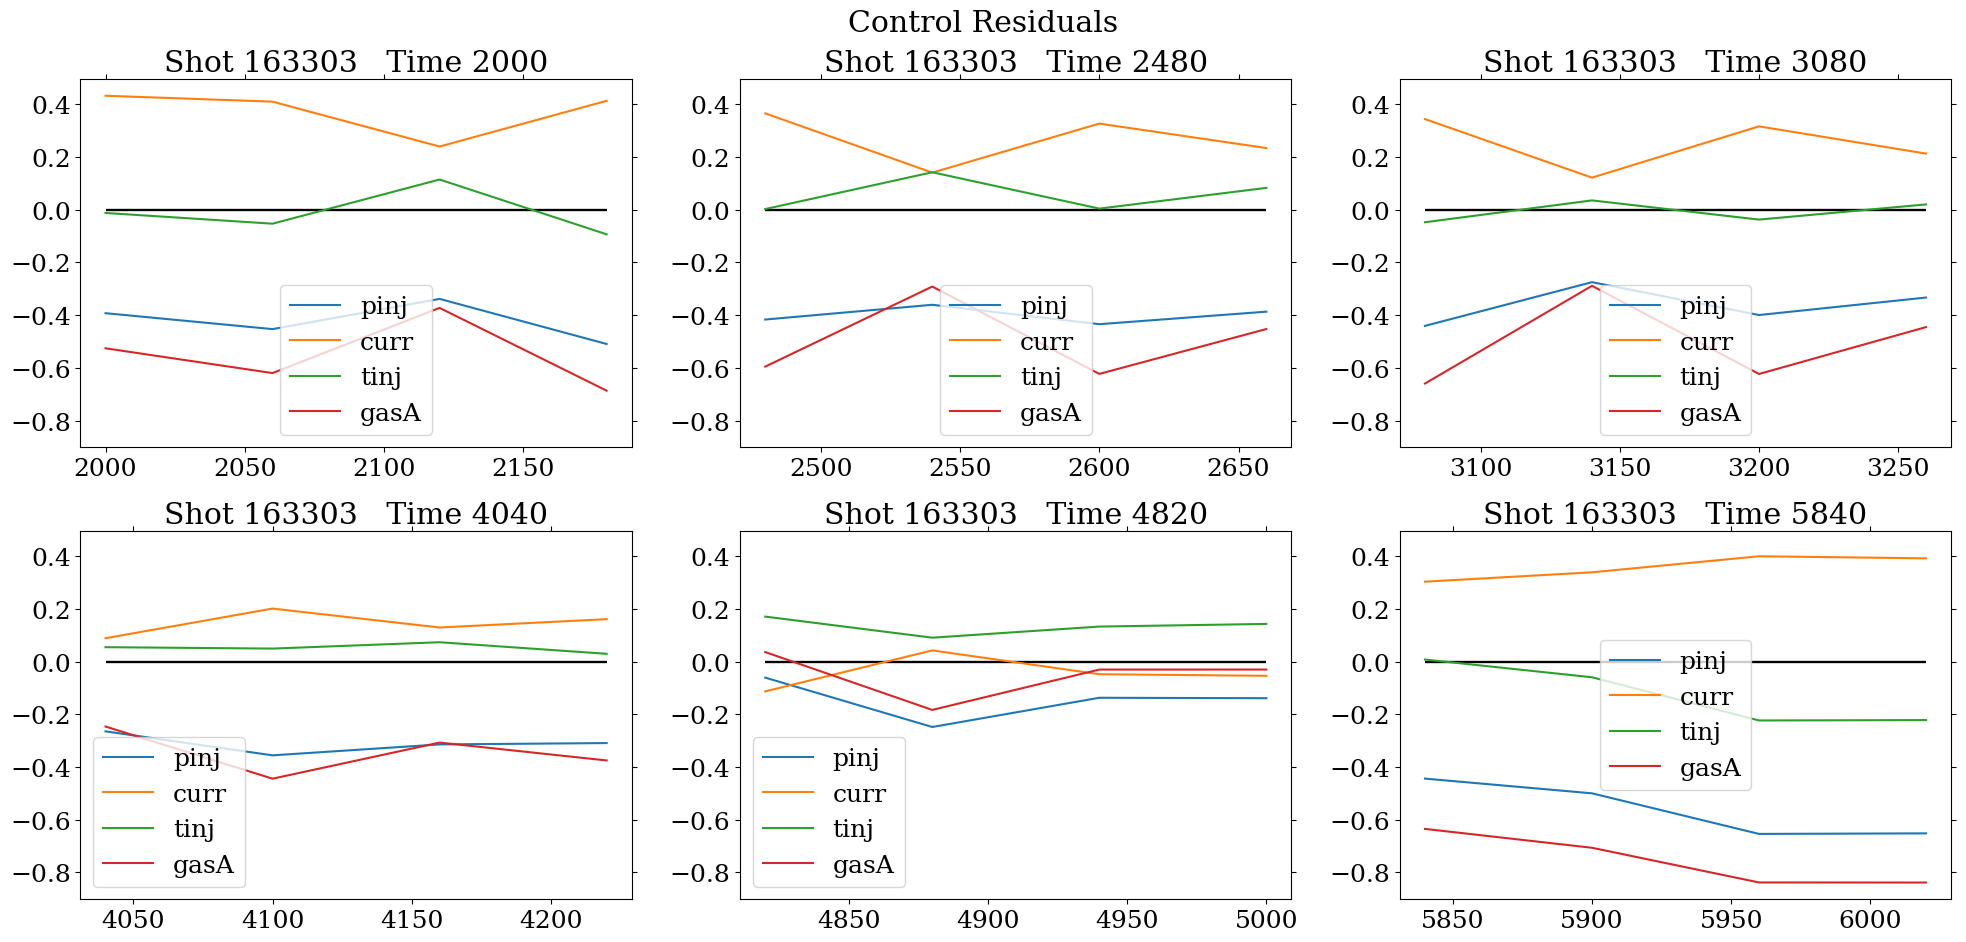 Control Residuals
Shot 163303   Time 2000
Shot 163303   Time 2480
Shot 163303   Time 3080
0.4
0.2
0.0
−0.2
−0.4
−0.6
−0.8
pinj
curr
tinj
gasA
2000
2050
2100
2150
0.4
0.2
0.0
−0.2
−0.4
−0.6
−0.8
pinj
curr
tinj
gasA
2500
2550
2600
2650
0.4
0.2
0.0
−0.2
−0.4
−0.6
−0.8
pinj
curr
tinj
gasA
3100
3150
3200
3250
Shot 163303   Time 4040
Shot 163303   Time 4820
Shot 163303   Time 5840
0.4
0.2
0.0
−0.2
−0.4
−0.6
−0.8
pinj
curr
tinj
gasA
4050
4100
4150
4200
0.4
0.2
0.0
−0.2
−0.4
−0.6
−0.8
pinj
curr
tinj
gasA
4850
4900
4950
5000
0.4
0.2
0.0
−0.2
−0.4
−0.6
−0.8
pinj
curr
tinj
gasA
5850
5900
5950
6000